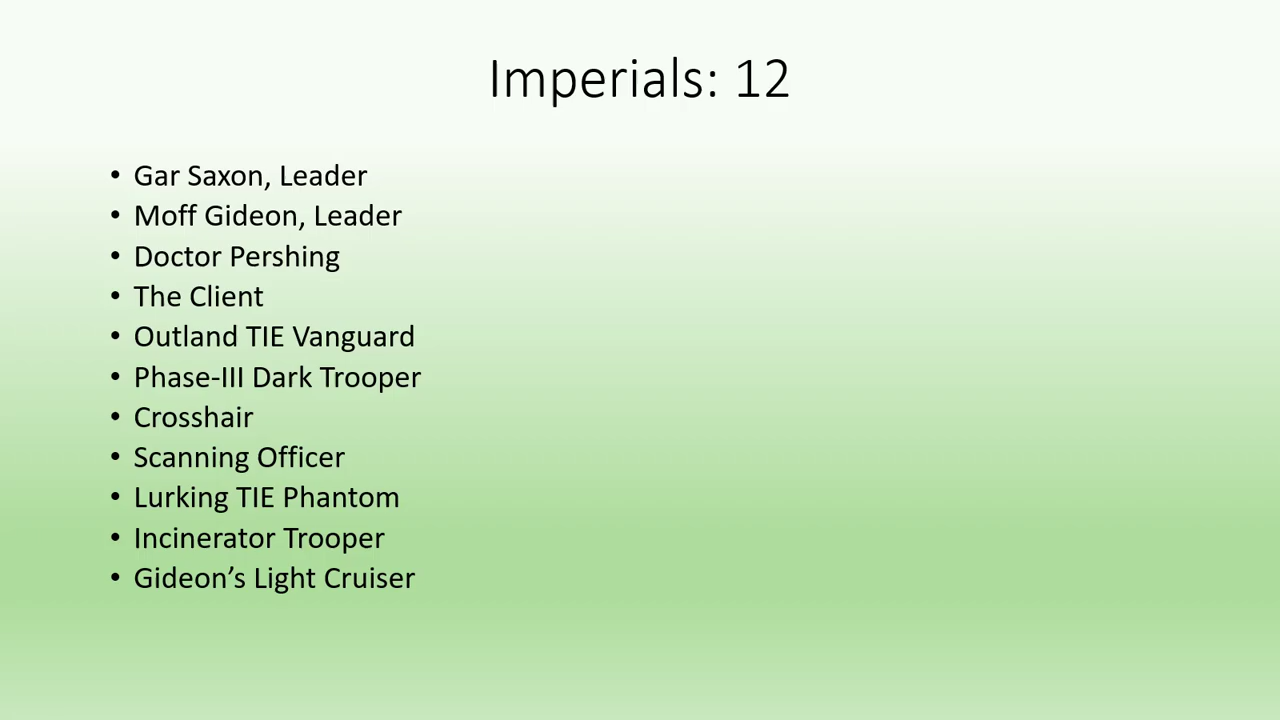 Imperials: 12
• Gar Saxon, Leader
• Moff Gideon, Leader
• Doctor Pershing
• The Client
• Outland TIE Vanguard
• Phase-III Dark Trooper
• Crosshair
• Scanning Officer
• Lurking TIE Phantom
• Incinerator Trooper
• Gideon’s Light Cruiser